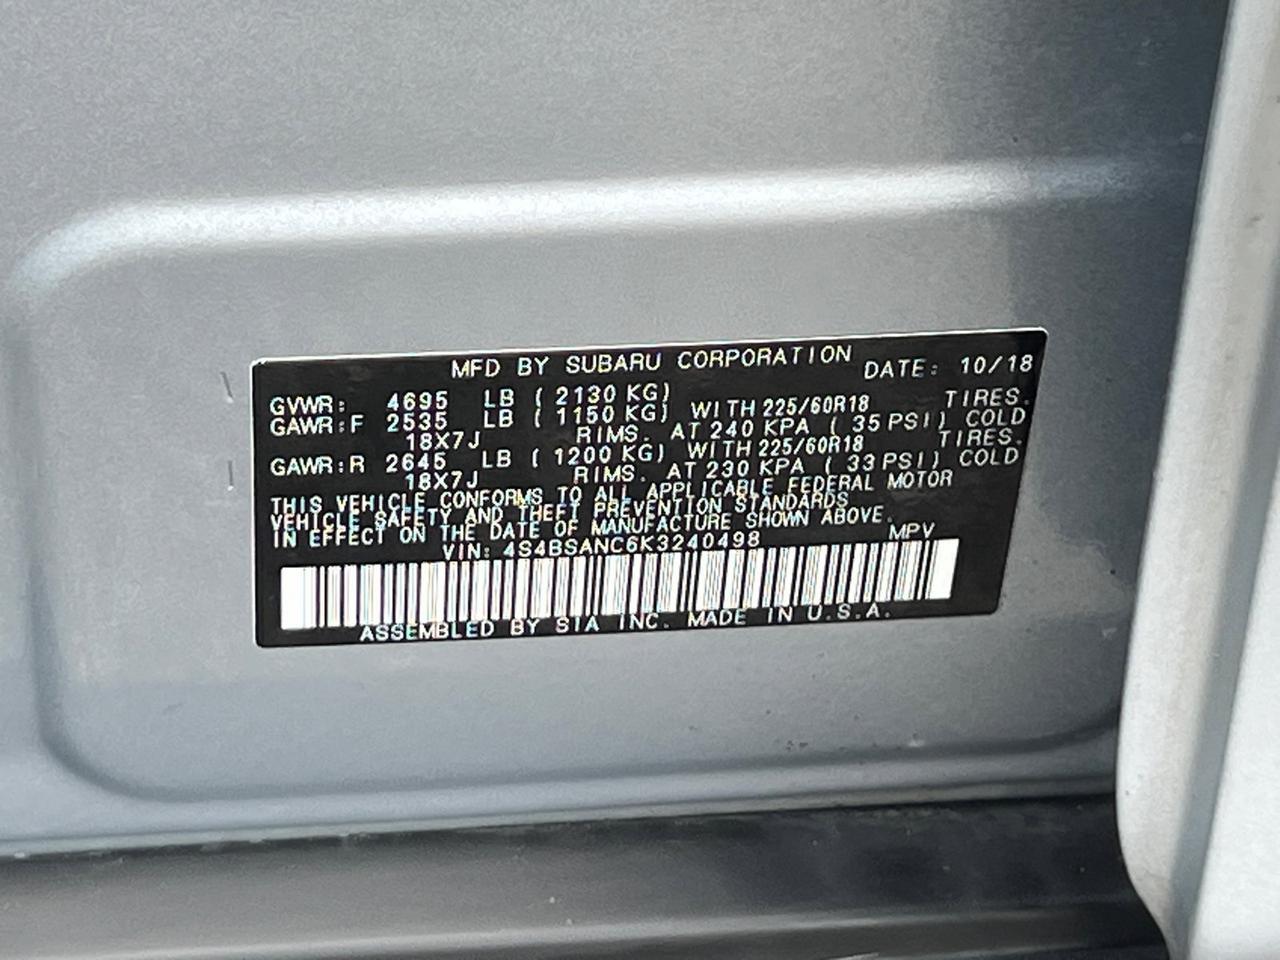 MFD BY SUBARU CORPORATION DATE: 10/18
GVWR: 4695 LB ( 2130 KG)
GAWR:F 2535 LB ( 1150 KG) WITH 225/60R18 TIRES.
18X7J RIMS. AT 240 KPA ( 35 PSI) COLD
GAWR:R 2645 LB ( 1200 KG) WITH 225/60R18 TIRES.
18X7J RIMS. AT 230 KPA ( 33 PSI) COLD
THIS VEHICLE CONFORMS TO ALL APPLICABLE FEDERAL MOTOR
VEHICLE SAFETY AND THEFT PREVENTION STANDARDS
IN EFFECT ON THE DATE OF MANUFACTURE SHOWN ABOVE.
VIN: 4S4BSANC6K3240498 MPV
ASSEMBLED BY SIA INC. MADE IN U.S.A.